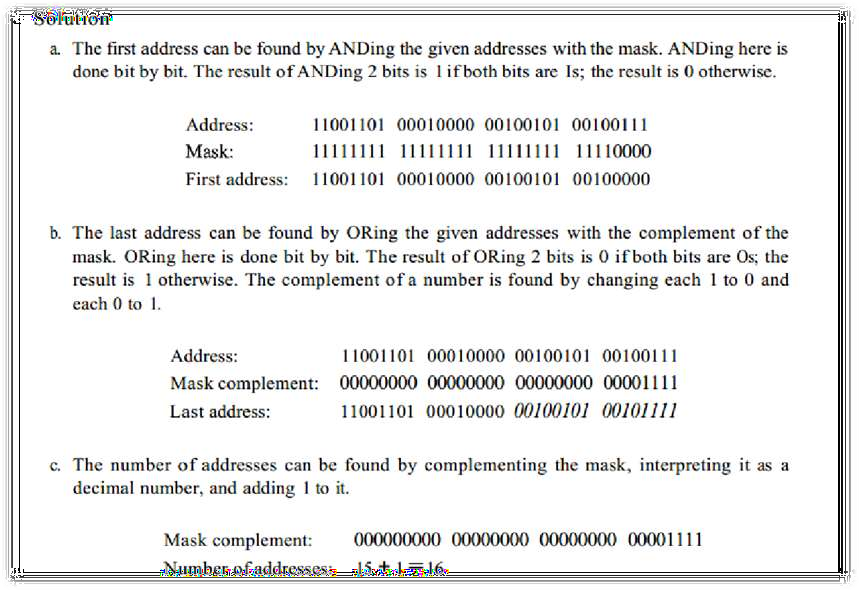 Solution
a. The first address can be found by ANDing the given addresses with the mask. ANDing here is
done bit by bit. The result of ANDing 2 bits is 1 if both bits are Is; the result is 0 otherwise.
Address: 11001101 00010000 00100101 00100111
Mask: 11111111 11111111 11111111 11110000
First address: 11001101 00010000 00100101 00100000
b. The last address can be found by ORing the given addresses with the complement of the
mask. ORing here is done bit by bit. The result of ORing 2 bits is 0 if both bits are Os; the
result is 1 otherwise. The complement of a number is found by changing each 1 to 0 and
each 0 to 1.
Address: 11001101 00010000 00100101 00100111
Mask complement: 00000000 00000000 00000000 00001111
Last address: 11001101 00010000 00100101 00101111
c. The number of addresses can be found by complementing the mask, interpreting it as a
decimal number, and adding 1 to it.
Mask complement: 000000000 00000000 00000000 00001111
Number of addresses: 15 + 1 = 16